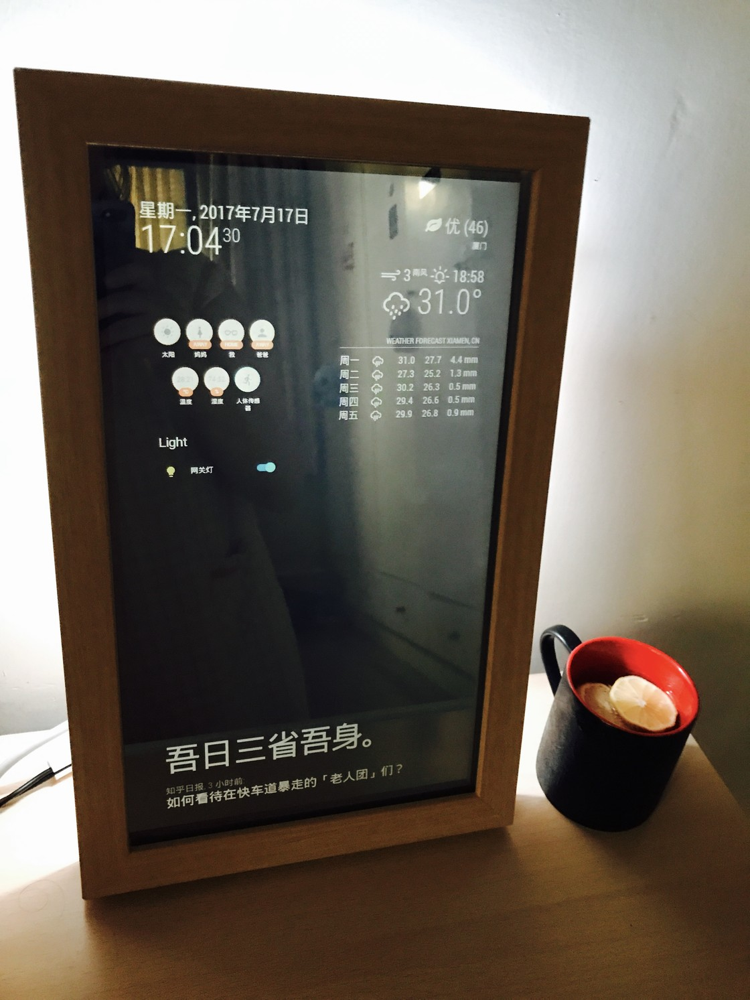 星期一, 2017年7月17日
17:04 30
优 (46)
厦门
3 南风 18:58
31.0°
太阳 妈妈 我 爸爸
温度 湿度 人体传感
器
WEATHER FORECAST XIAMEN, CN
周一 31.0 27.7 4.4 mm
周二 27.3 25.2 1.3 mm
周三 30.2 26.3 0.5 mm
周四 29.4 26.6 0.5 mm
周五 29.9 26.8 0.9 mm
Light
网关灯
吾日三省吾身。
知乎日报, 3 小时前:
如何看待在快车道暴走的「老人团」们？